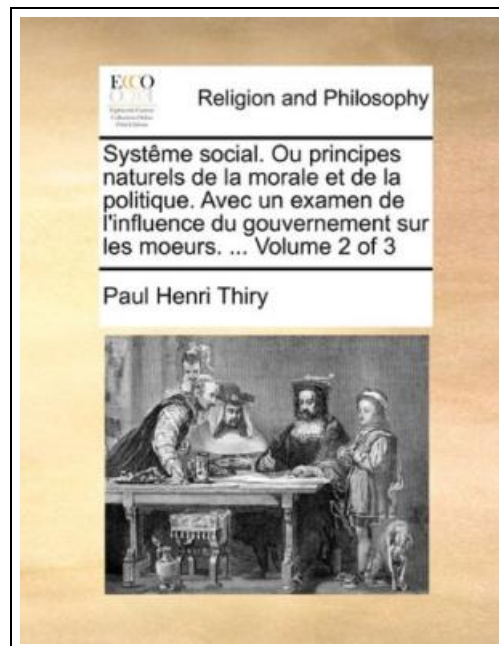 ECCO
Religion and Philosophy
Systême social. Ou principes
naturels de la morale et de la
politique. Avec un examen de
l'influence du gouvernement sur
les moeurs. ... Volume 2 of 3
Paul Henri Thiry